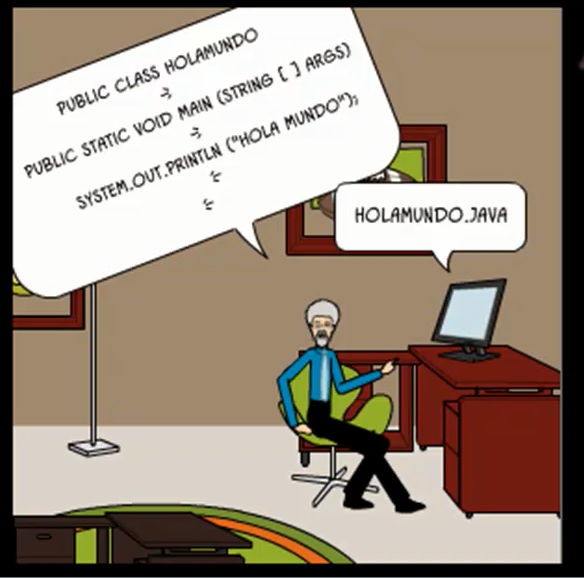 PUBLIC CLASS HOLAMUNDO
{
PUBLIC STATIC VOID MAIN (STRING [ ] ARGS)
{
SYSTEM.OUT.PRINTLN ("HOLA MUNDO");
}
}
HOLAMUNDO.JAVA